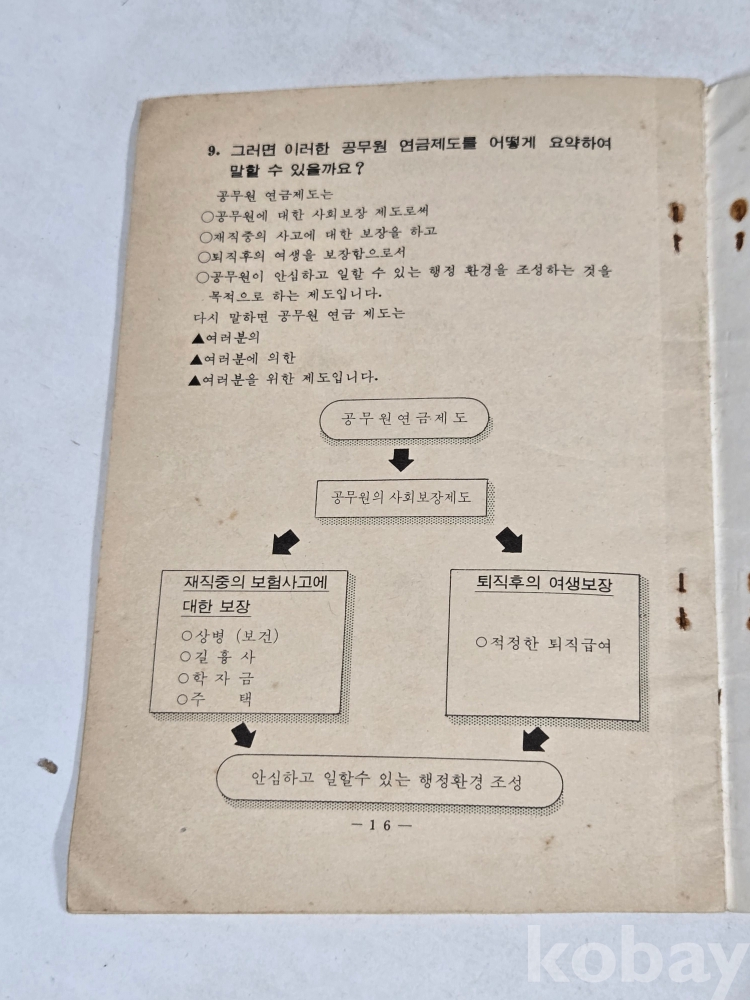 9. 그러면 이러한 공무원 연금제도를 어떻게 요약하여
말할 수 있을까요?
공무원 연금제도는
○공무원에 대한 사회보장 제도로써
○재직중의 사고에 대한 보장을 하고
○퇴직후의 여생을 보장함으로서
○공무원이 안심하고 일할 수 있는 행정 환경을 조성하는 것을
목적으로 하는 제도입니다.
다시 말하면 공무원 연금 제도는
▲여러분의
▲여러분에 의한
▲여러분을 위한 제도입니다.
공무원연금제도
공무원의 사회보장제도
재직중의 보험사고에
대한 보장
○상병 (보건)
○길 흉 사
○학 자 금
○주 택
퇴직후의 여생보장
○적정한 퇴직급여
안심하고 일할수 있는 행정환경 조성
— 16 —
kobay